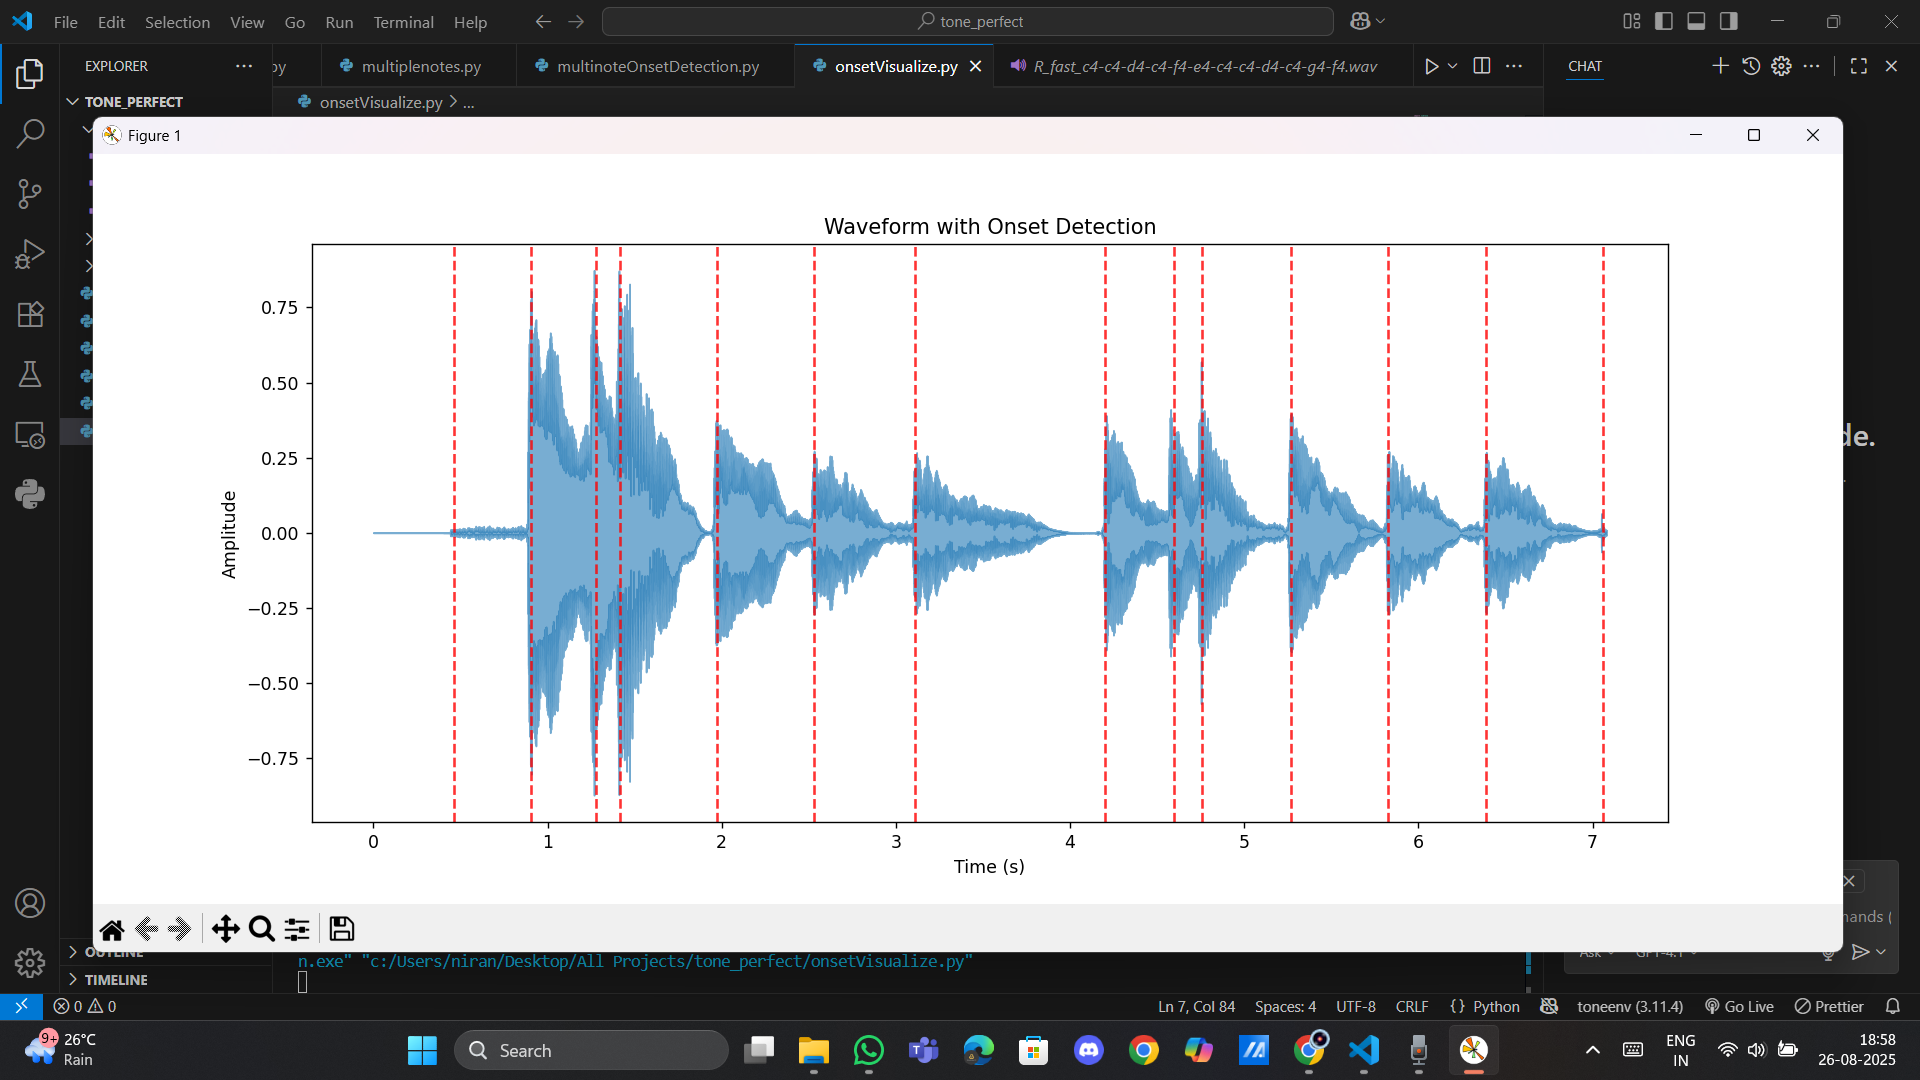 File Edit Selection View Go Run Terminal Help
tone_perfect
EXPLORER
py
multiplenotes.py
multinoteOnsetDetection.py
onsetVisualize.py
R_fast_c4-c4-d4-c4-f4-e4-c4-c4-d4-c4-g4-f4.wav
CHAT
TONE_PERFECT
onsetVisualize.py > ...
Figure 1
Waveform with Onset Detection
0.75
0.50
0.25
0.00
−0.25
−0.50
−0.75
Amplitude
0 1 2 3 4 5 6 7
Time (s)
de.
OUTLINE
TIMELINE
n.exe" "c:/Users/niran/Desktop/All Projects/tone_perfect/onsetVisualize.py"
Ask
GPT-4.1
0 0
Ln 7, Col 84
Spaces: 4
UTF-8
CRLF
{} Python
toneenv (3.11.4)
Go Live
Prettier
9+
26°C
Rain
Search
ENG
IN
18:58
26-08-2025